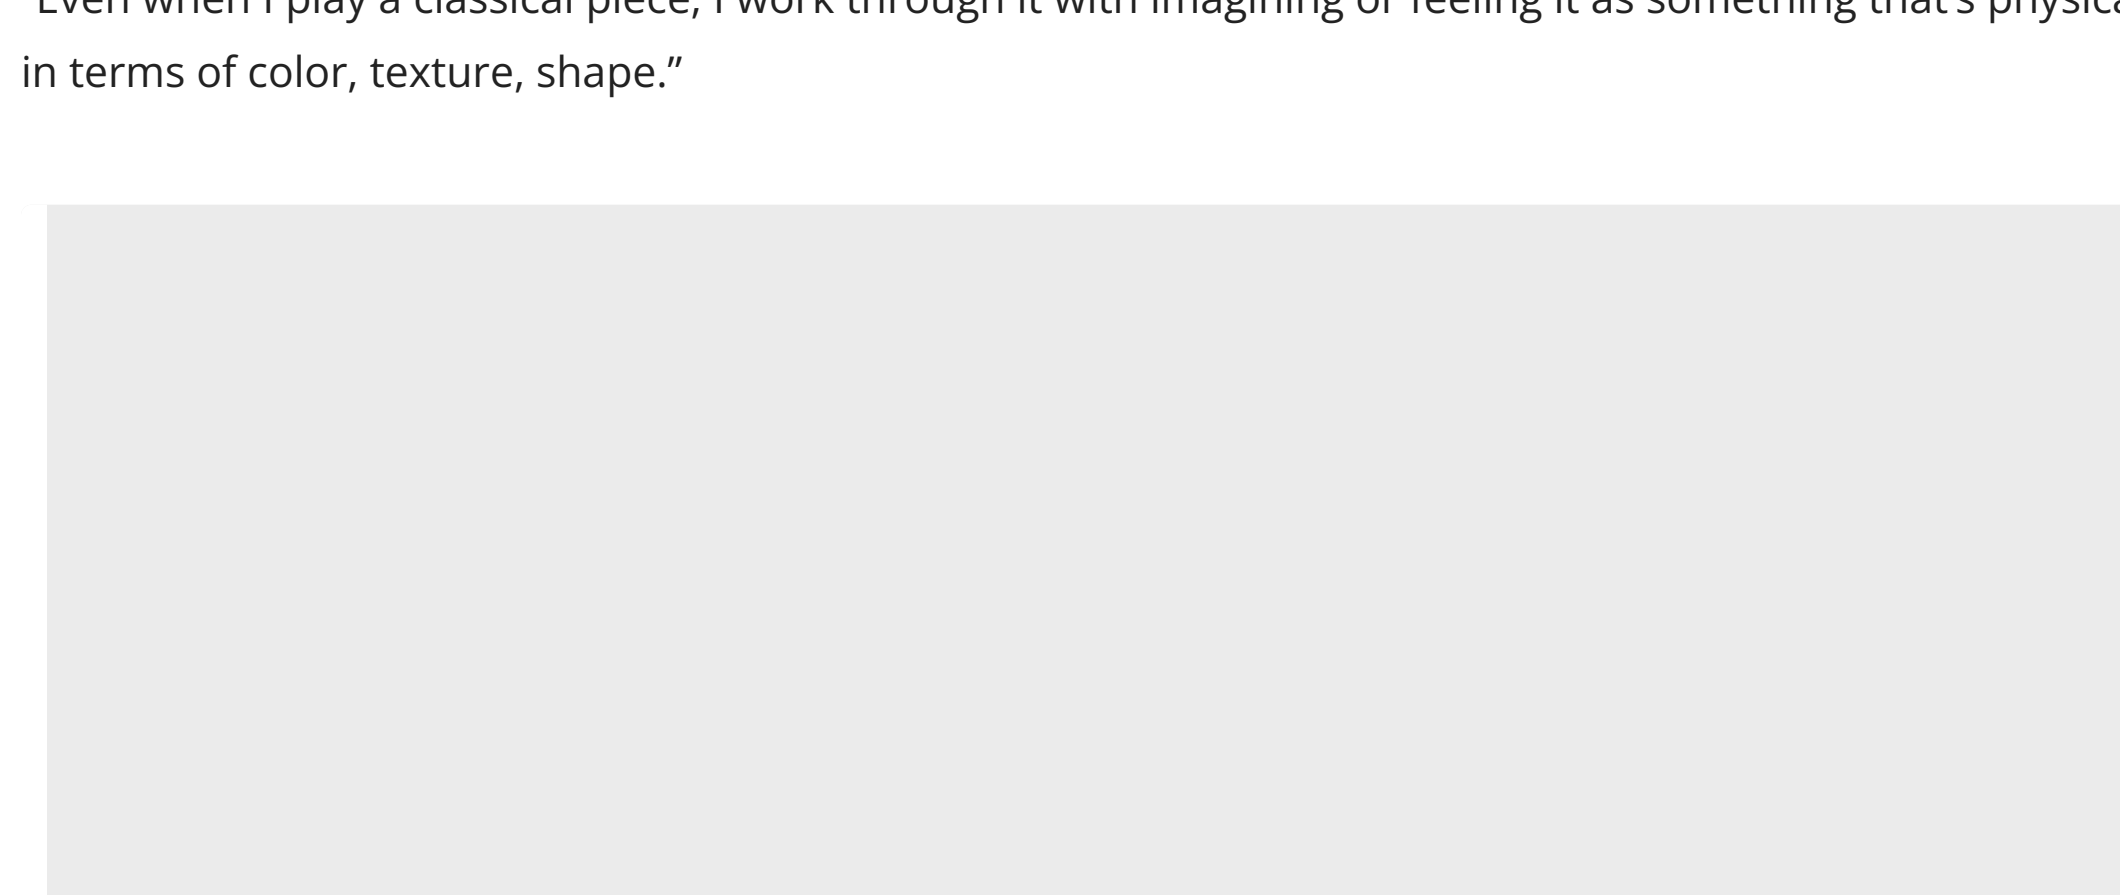 “Even when I play a classical piece, I work through it with imagining or feeling it as something that’s
in terms of color, texture, shape.”